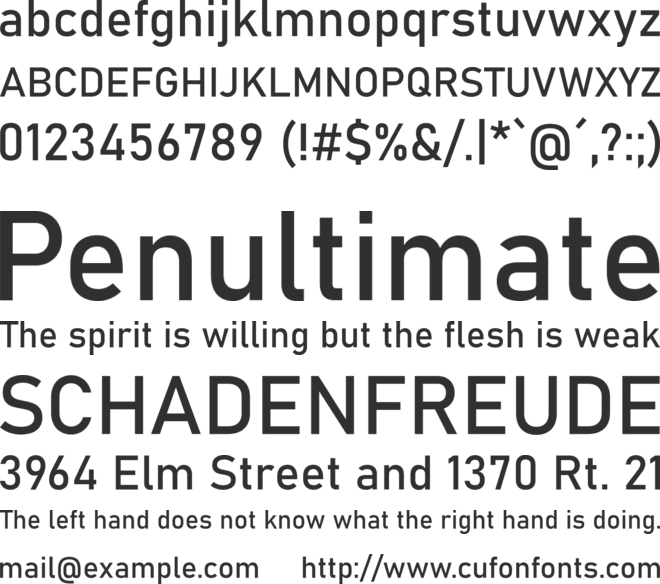 abcdefghijklmnopqrstuvwxyz
ABCDEFGHIJKLMNOPQRSTUVWXYZ
0123456789 (!#$%&/.|*`@´,?:;)
Penultimate
The spirit is willing but the flesh is weak
SCHADENFREUDE
3964 Elm Street and 1370 Rt. 21
The left hand does not know what the right hand is doing.
mail@example.com http://www.cufonfonts.com